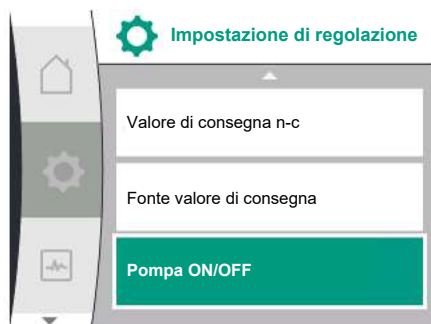 Impostazione di regolazione
Valore di consegna n-c
Fonte valore di consegna
Pompa ON/OFF